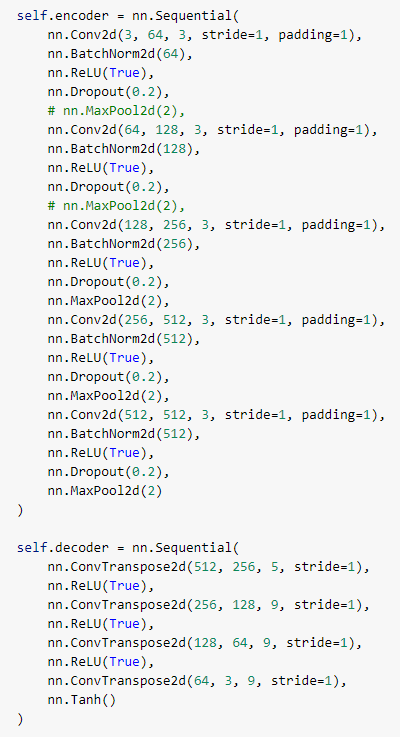 self.encoder = nn.Sequential(
    nn.Conv2d(3, 64, 3, stride=1, padding=1),
    nn.BatchNorm2d(64),
    nn.ReLU(True),
    nn.Dropout(0.2),
    # nn.MaxPool2d(2),
    nn.Conv2d(64, 128, 3, stride=1, padding=1),
    nn.BatchNorm2d(128),
    nn.ReLU(True),
    nn.Dropout(0.2),
    # nn.MaxPool2d(2),
    nn.Conv2d(128, 256, 3, stride=1, padding=1),
    nn.BatchNorm2d(256),
    nn.ReLU(True),
    nn.Dropout(0.2),
    nn.MaxPool2d(2),
    nn.Conv2d(256, 512, 3, stride=1, padding=1),
    nn.BatchNorm2d(512),
    nn.ReLU(True),
    nn.Dropout(0.2),
    nn.MaxPool2d(2),
    nn.Conv2d(512, 512, 3, stride=1, padding=1),
    nn.BatchNorm2d(512),
    nn.ReLU(True),
    nn.Dropout(0.2),
    nn.MaxPool2d(2)
)

self.decoder = nn.Sequential(
    nn.ConvTranspose2d(512, 256, 5, stride=1),
    nn.ReLU(True),
    nn.ConvTranspose2d(256, 128, 9, stride=1),
    nn.ReLU(True),
    nn.ConvTranspose2d(128, 64, 9, stride=1),
    nn.ReLU(True),
    nn.ConvTranspose2d(64, 3, 9, stride=1),
    nn.Tanh()
)